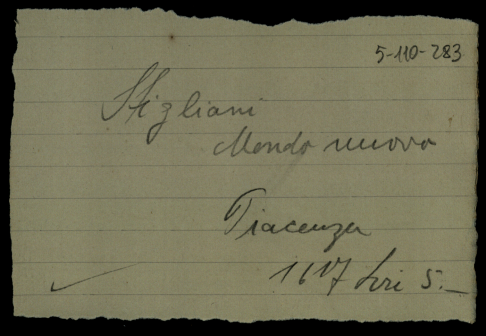 5-110-283
Stigliani
Mondo nuovo
Piacenza
1617 Lire 5.—